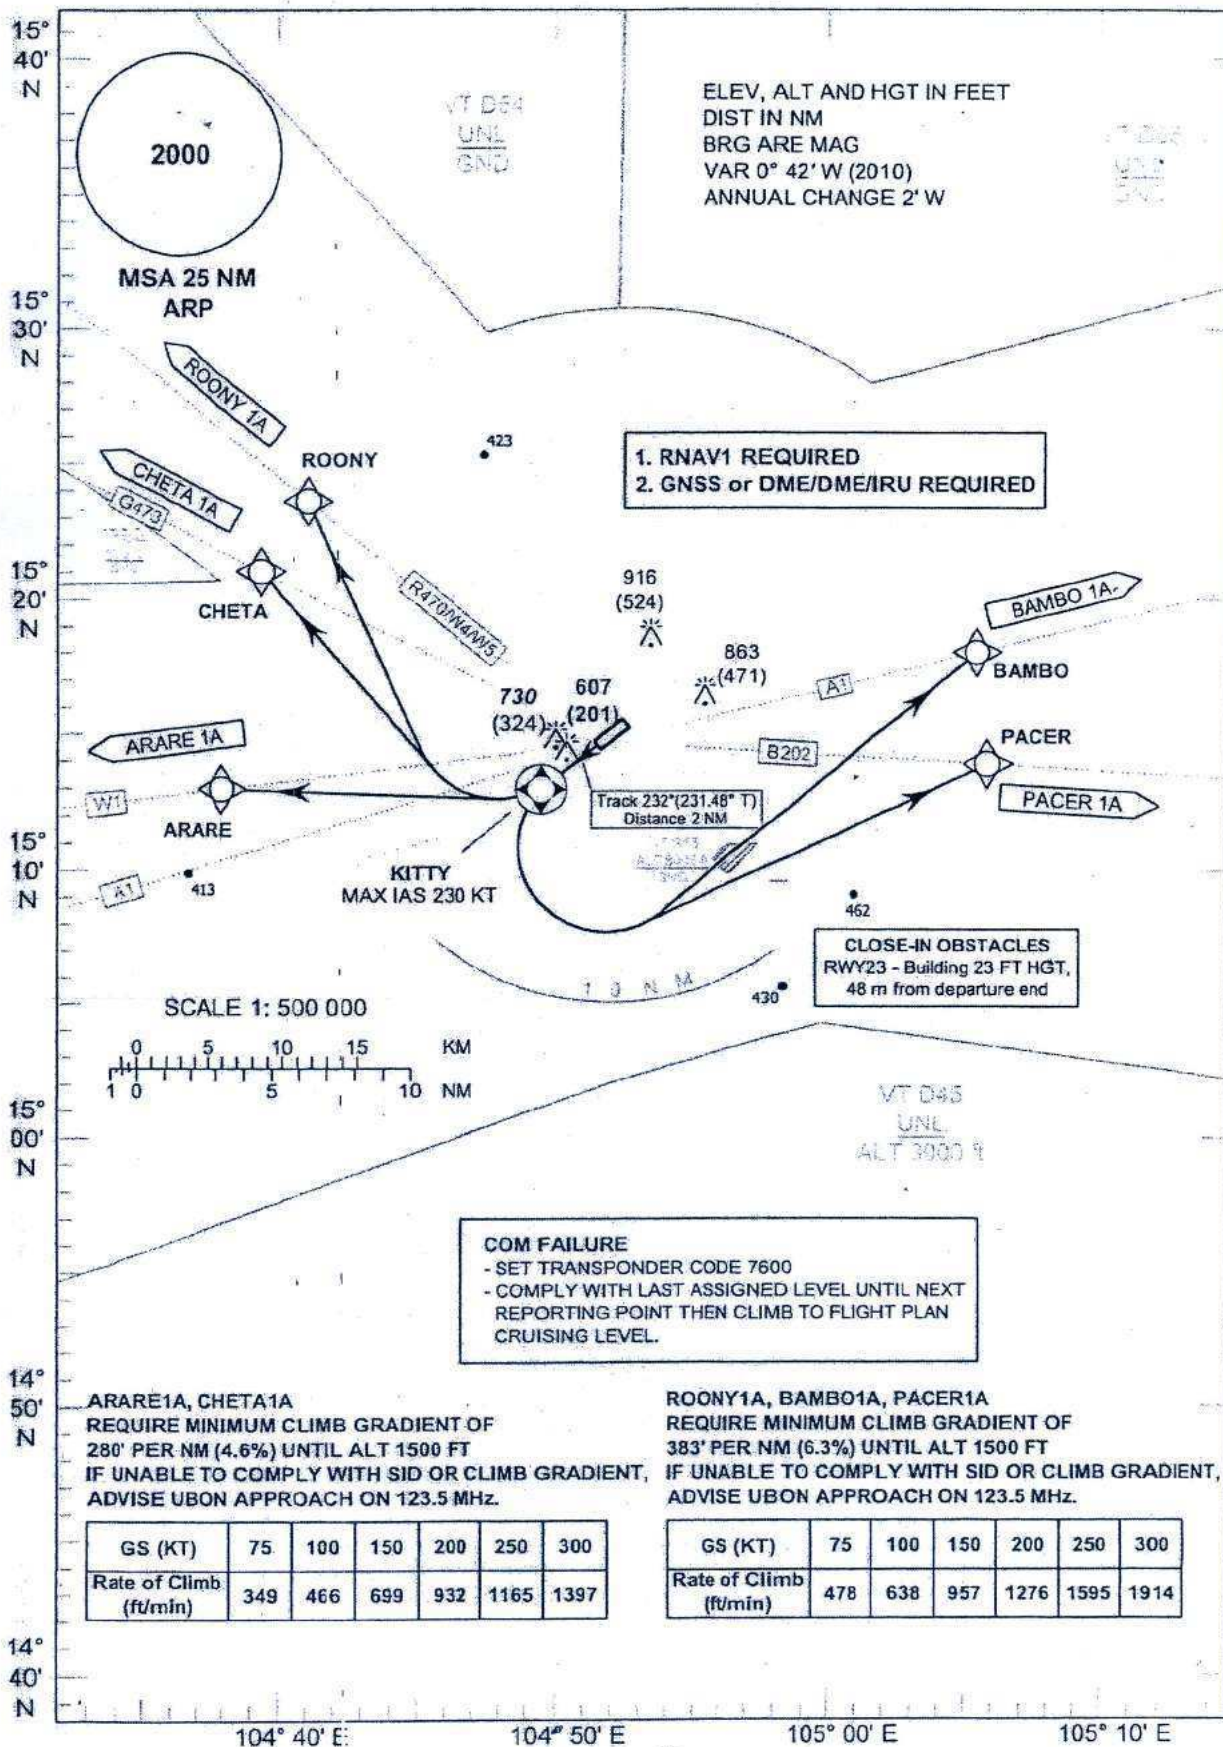 15°
40'
N
2000
MSA 25 NM
ARP
VT D64
UNL
GND
ELEV, ALT AND HGT IN FEET
DIST IN NM
BRG ARE MAG
VAR 0° 42' W (2010)
ANNUAL CHANGE 2' W
15°
30'
N
ROONY 1A
ROONY
423
1. RNAV1 REQUIRED
2. GNSS or DME/DME/IRU REQUIRED
CHETA 1A
G473
15°
20'
N
CHETA
R470/W4/W5
916
(524)
863
(471)
BAMBO 1A
A1
BAMBO
730
(324)
607
(201)
ARARE 1A
W1
ARARE
B202
PACER
PACER 1A
Track 232°(231.48° T)
Distance 2 NM
15°
10'
N
A1
413
KITTY
MAX IAS 230 KT
462
CLOSE-IN OBSTACLES
RWY23 - Building 23 FT HGT,
48 m from departure end
10 NM
430
SCALE 1: 500 000
0 5 10 15 KM
1 0 5 10 NM
15°
00'
N
VT D45
UNL
ALT 3000 ft
COM FAILURE
- SET TRANSPONDER CODE 7600
- COMPLY WITH LAST ASSIGNED LEVEL UNTIL NEXT
REPORTING POINT THEN CLIMB TO FLIGHT PLAN
CRUISING LEVEL.
14°
50'
N
ARARE1A, CHETA1A
REQUIRE MINIMUM CLIMB GRADIENT OF
280' PER NM (4.6%) UNTIL ALT 1500 FT
IF UNABLE TO COMPLY WITH SID OR CLIMB GRADIENT,
ADVISE UBON APPROACH ON 123.5 MHz.
GS (KT) 75 100 150 200 250 300
Rate of Climb
(ft/min) 349 466 699 932 1165 1397
ROONY1A, BAMBO1A, PACER1A
REQUIRE MINIMUM CLIMB GRADIENT OF
383' PER NM (6.3%) UNTIL ALT 1500 FT
IF UNABLE TO COMPLY WITH SID OR CLIMB GRADIENT,
ADVISE UBON APPROACH ON 123.5 MHz.
GS (KT) 75 100 150 200 250 300
Rate of Climb
(ft/min) 478 638 957 1276 1595 1914
14°
40'
N
104° 40' E
104° 50' E
105° 00' E
105° 10' E